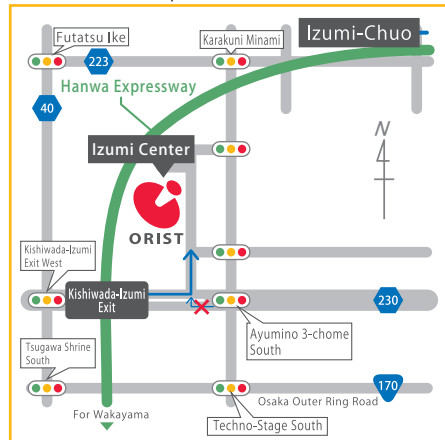 Izumi-Chuo
Futatsu Ike
Karakuni Minami
223
Hanwa Expressway
40
N
Izumi Center
ORIST
Kishiwada-Izumi
Exit West
Kishiwada-Izumi
Exit
230
Ayumino 3-chome
South
Tsugawa Shrine
South
170
Osaka Outer Ring Road
For Wakayama
Techno-Stage South